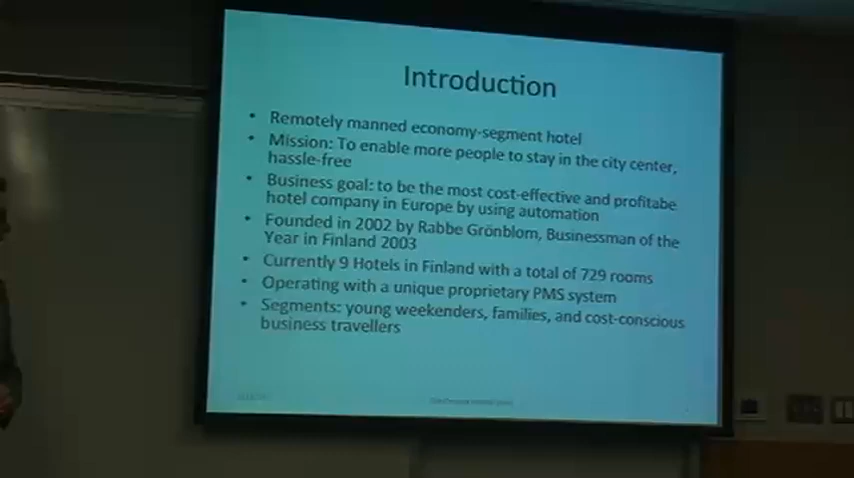 Introduction
• Remotely manned economy-segment hotel
• Mission: To enable more people to stay in the city center,
hassle-free
• Business goal: to be the most cost-effective and profitabe
hotel company in Europe by using automation
• Founded in 2002 by Rabbe Grönblom, Businessman of the
Year in Finland 2003
• Currently 9 Hotels in Finland with a total of 729 rooms
• Operating with a unique proprietary PMS system
• Segments: young weekenders, families, and cost-conscious
business travellers